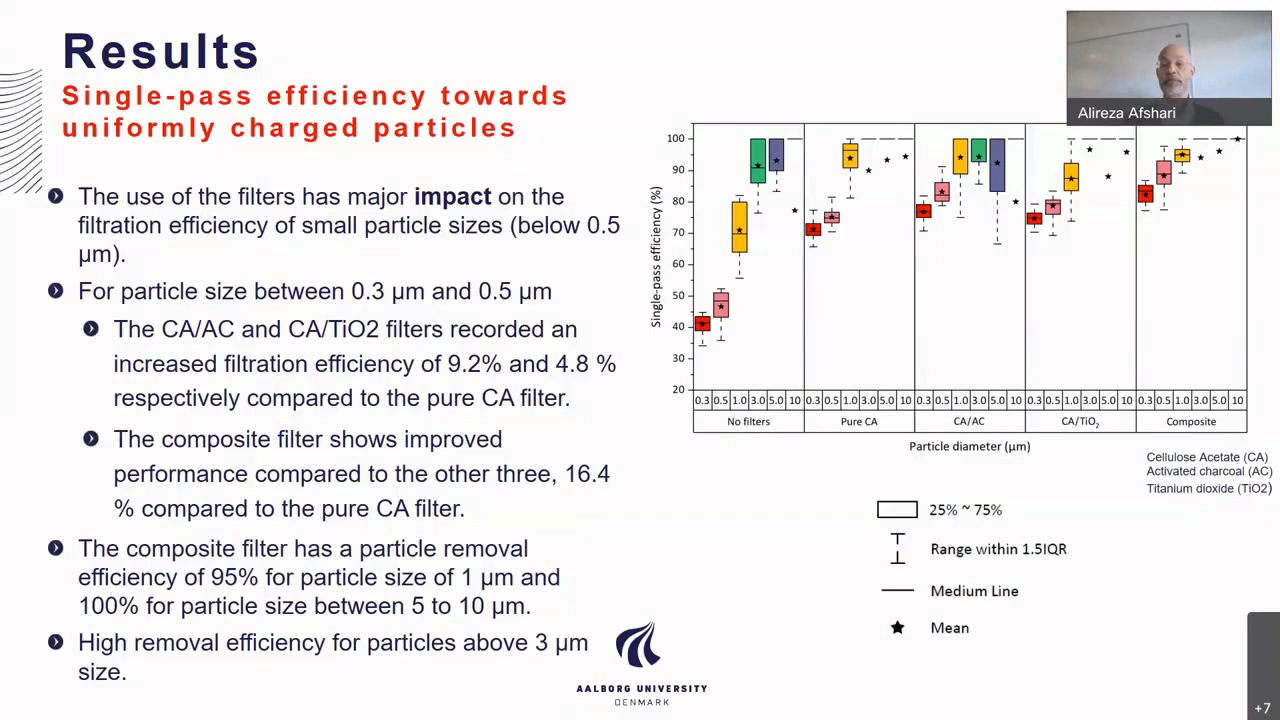 Results
Single-pass efficiency towards
uniformly charged particles
The use of the filters has major impact on the
filtration efficiency of small particle sizes (below 0.5
µm).
For particle size between 0.3 µm and 0.5 µm
The CA/AC and CA/TiO2 filters recorded an
increased filtration efficiency of 9.2% and 4.8 %
respectively compared to the pure CA filter.
The composite filter shows improved
performance compared to the other three, 16.4
% compared to the pure CA filter.
The composite filter has a particle removal
efficiency of 95% for particle size of 1 µm and
100% for particle size between 5 to 10 µm.
High removal efficiency for particles above 3 µm
size.
AALBORG UNIVERSITY
DENMARK
Alireza Afshari
Single-pass efficiency (%)
100
90
80
70
60
50
40
30
20
0.3 0.5 1.0 3.0 5.0 10 0.3 0.5 1.0 3.0 5.0 10 0.3 0.5 1.0 3.0 5.0 10 0.3 0.5 1.0 3.0 5.0 10 0.3 0.5 1.0 3.0 5.0 10
No filters Pure CA CA/AC CA/TiO₂ Composite
Particle diameter (µm)
Cellulose Acetate (CA)
Activated charcoal (AC)
Titanium dioxide (TiO2)
25% ~ 75%
Range within 1.5IQR
Medium Line
Mean
+7